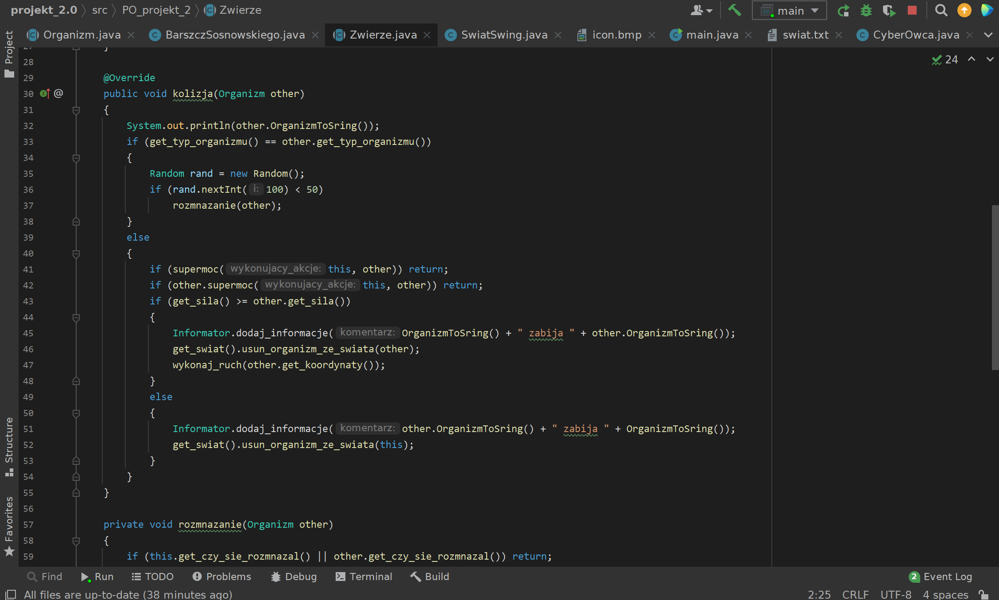 projekt_2.0 src PO_projekt_2 Zwierze main
Organizm.java BarszczSosnowskiego.java Zwierze.java SwiatSwing.java icon.bmp main.java swiat.txt CyberOwca.java
Project
24
27 }
28
29 @Override
30 @ public void kolizja(Organizm other)
31 {
32 System.out.println(other.OrganizmToSring());
33 if (get_typ_organizmu() == other.get_typ_organizmu())
34 {
35 Random rand = new Random();
36 if (rand.nextInt( i: 100) < 50)
37 rozmnazanie(other);
38 }
39 else
40 {
41 if (supermoc( wykonujacy_akcje: this, other)) return;
42 if (other.supermoc( wykonujacy_akcje: this, other)) return;
43 if (get_sila() >= other.get_sila())
44 {
45 Informator.dodaj_informacje( komentarz: OrganizmToSring() + " zabija " + other.OrganizmToSring());
46 get_swiat().usun_organizm_ze_swiata(other);
47 wykonaj_ruch(other.get_koordynaty());
48 }
49 else
50 {
51 Informator.dodaj_informacje( komentarz: other.OrganizmToSring() + " zabija " + OrganizmToSring());
52 get_swiat().usun_organizm_ze_swiata(this);
53 }
54 }
55 }
56
57 private void rozmnazanie(Organizm other)
58 {
59 if (this.get_czy_sie_rozmnazal() || other.get_czy_sie_rozmnazal()) return;
Structure
Favorites
Find Run TODO Problems Debug Terminal Build 2 Event Log
All files are up-to-date (38 minutes ago) 2:25 CRLF UTF-8 4 spaces